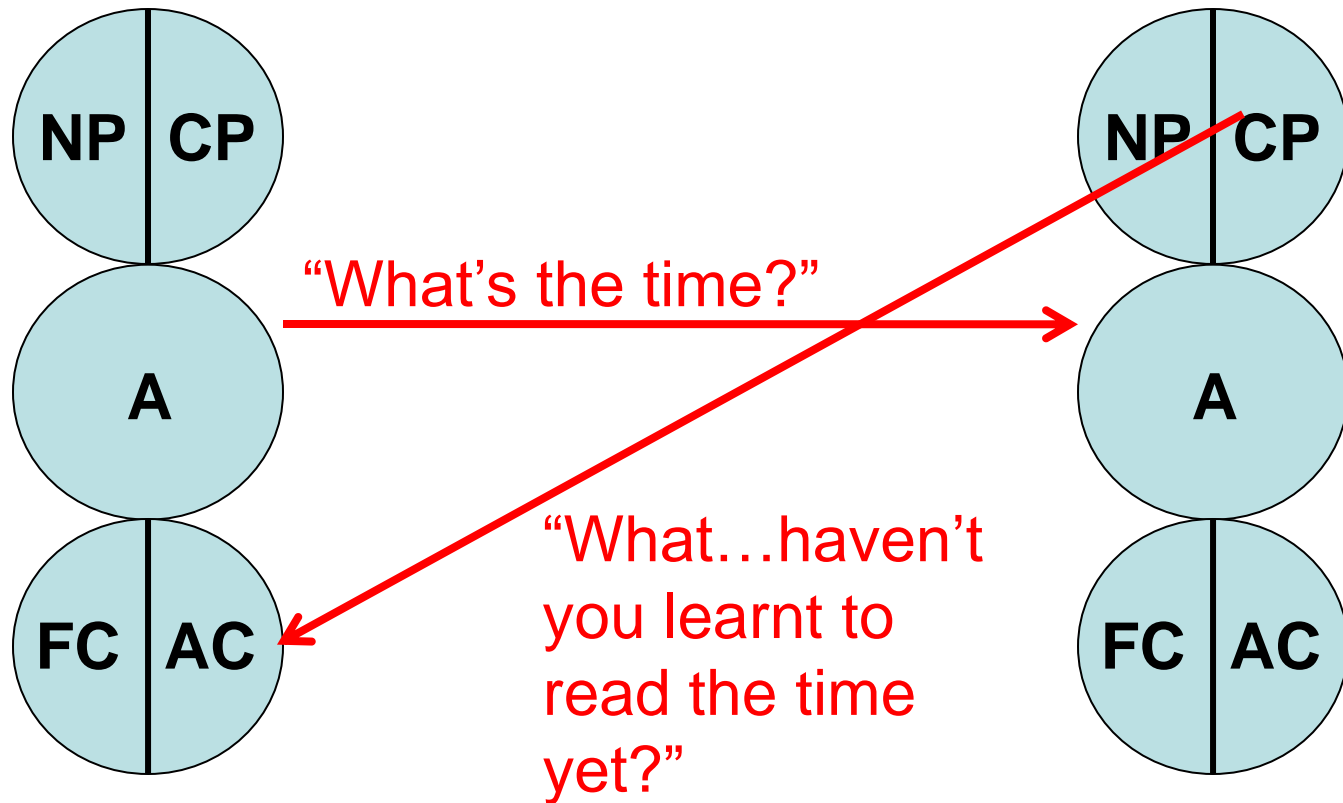 NP CP
NP CP
“What’s the time?”
A
A
“What…haven’t
you learnt to
read the time
yet?”
FC AC
FC AC